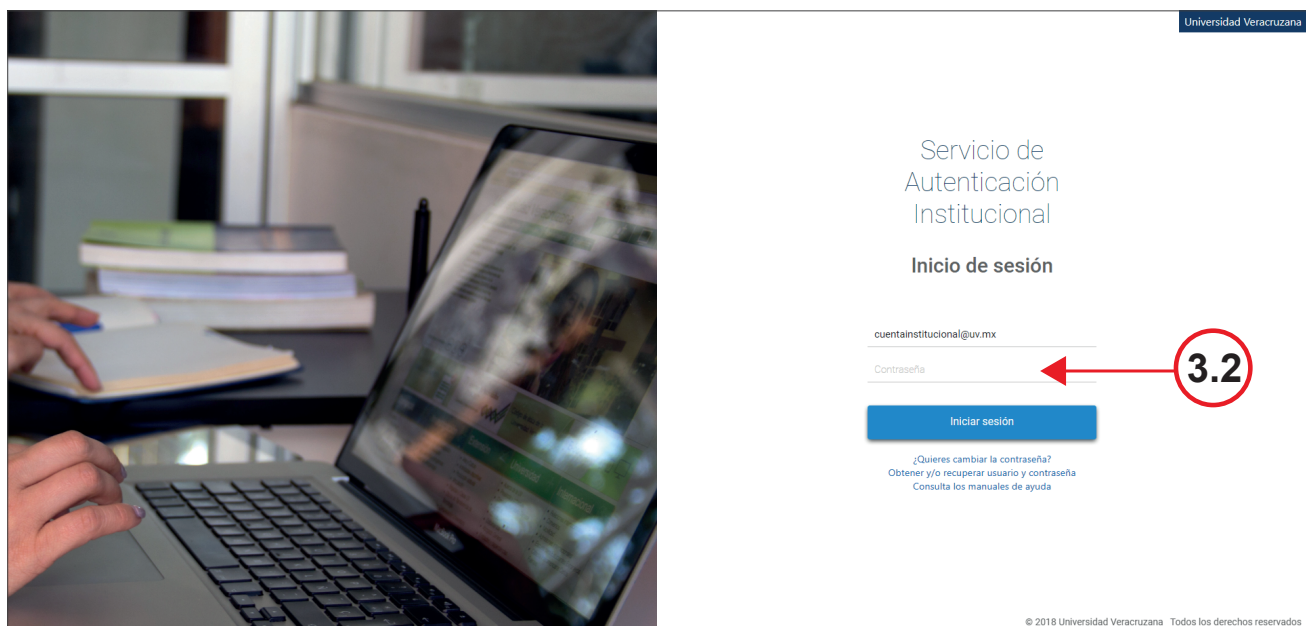 Universidad Veracruzana
Servicio de
Autenticación
Institucional
Inicio de sesión
cuentainstitucional@uv.mx
Contraseña
3.2
Iniciar sesión
¿Quieres cambiar la contraseña?
Obtener y/o recuperar usuario y contraseña
Consulta los manuales de ayuda
© 2018 Universidad Veracruzana Todos los derechos reservados